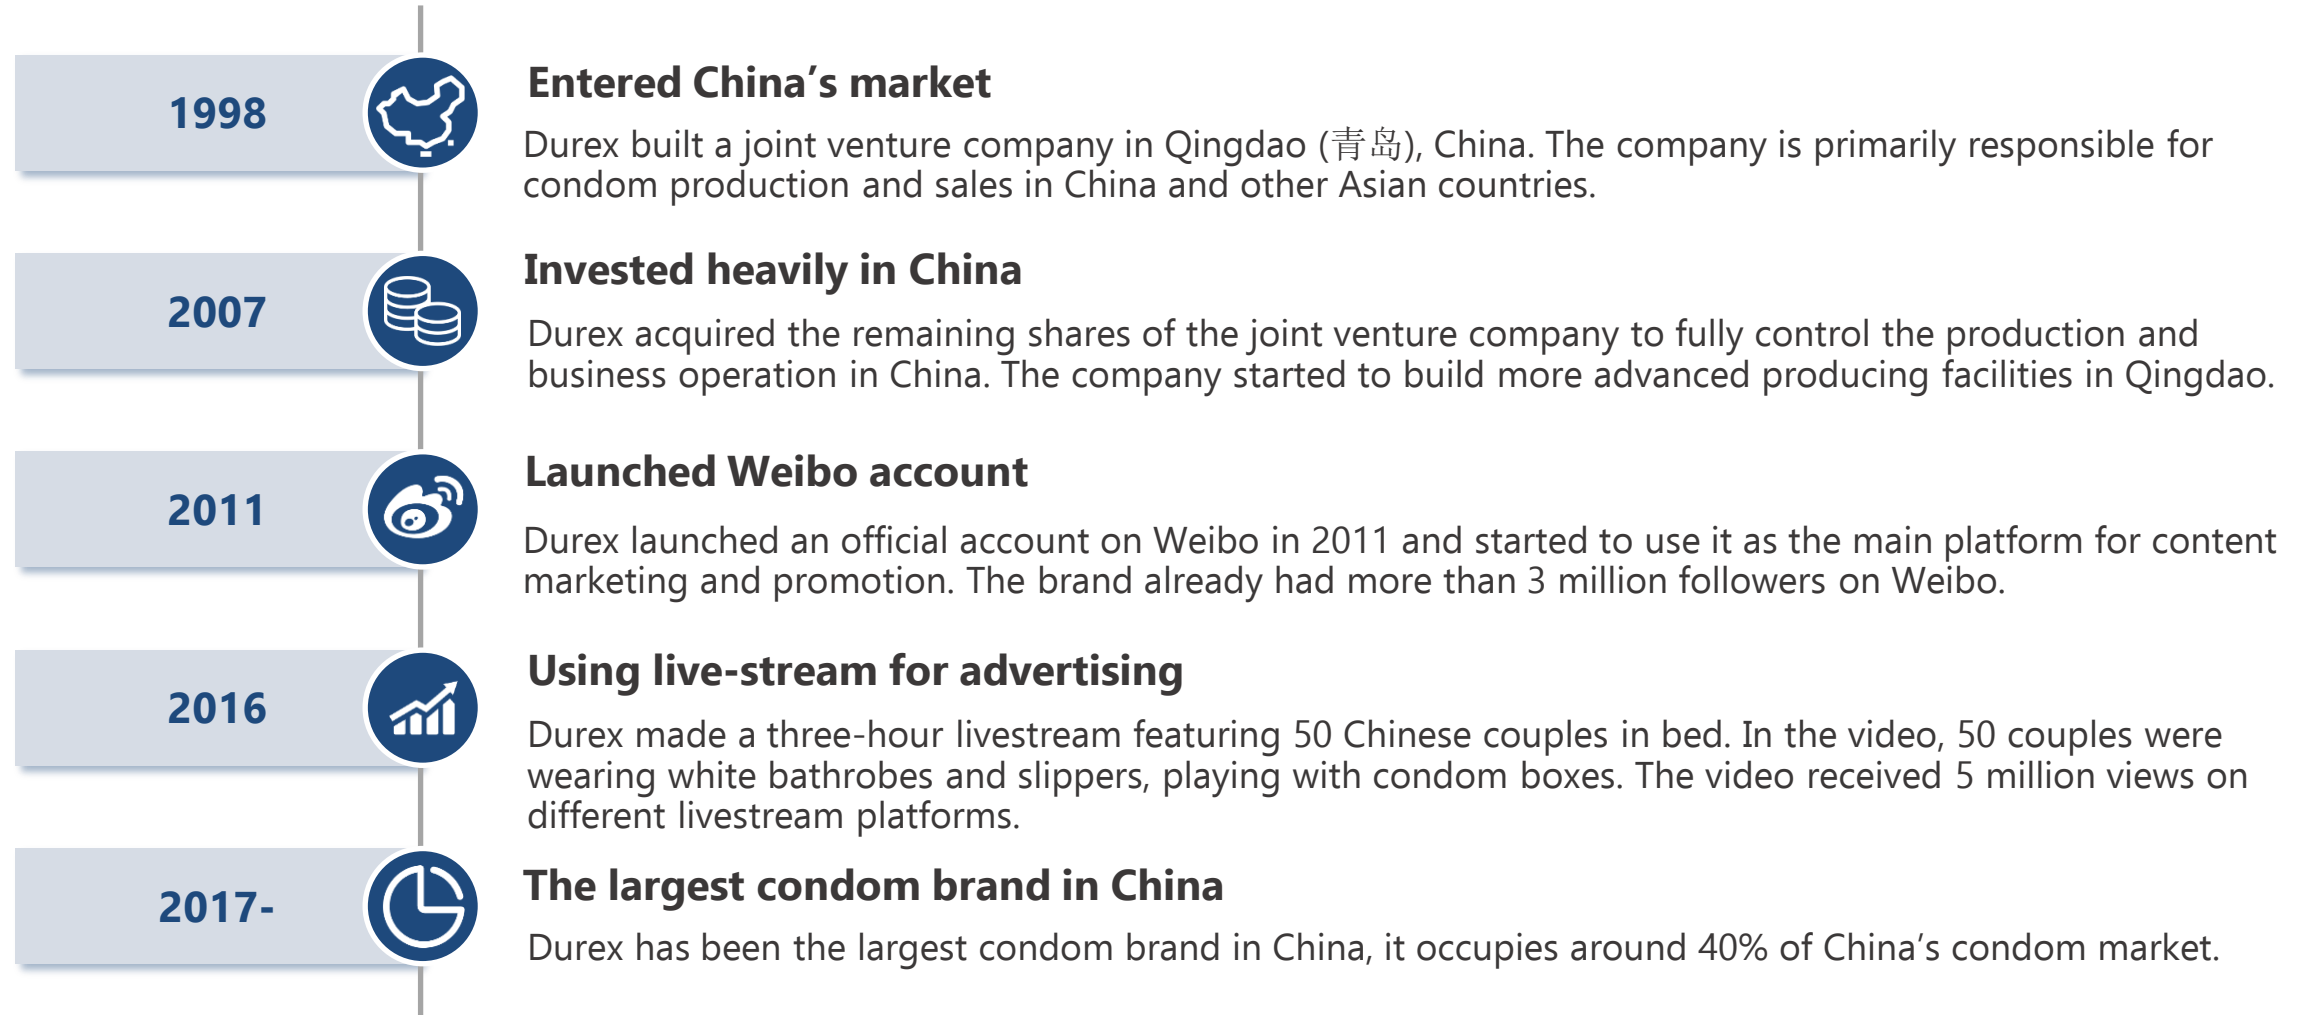 1998
Entered China’s market
Durex built a joint venture company in Qingdao (青岛), China. The company is primarily responsible for
condom production and sales in China and other Asian countries.
2007
Invested heavily in China
Durex acquired the remaining shares of the joint venture company to fully control the production and
business operation in China. The company started to build more advanced producing facilities in Qingdao.
2011
Launched Weibo account
Durex launched an official account on Weibo in 2011 and started to use it as the main platform for content
marketing and promotion. The brand already had more than 3 million followers on Weibo.
2016
Using live-stream for advertising
Durex made a three-hour livestream featuring 50 Chinese couples in bed. In the video, 50 couples were
wearing white bathrobes and slippers, playing with condom boxes. The video received 5 million views on
different livestream platforms.
2017-
The largest condom brand in China
Durex has been the largest condom brand in China, it occupies around 40% of China’s condom market.